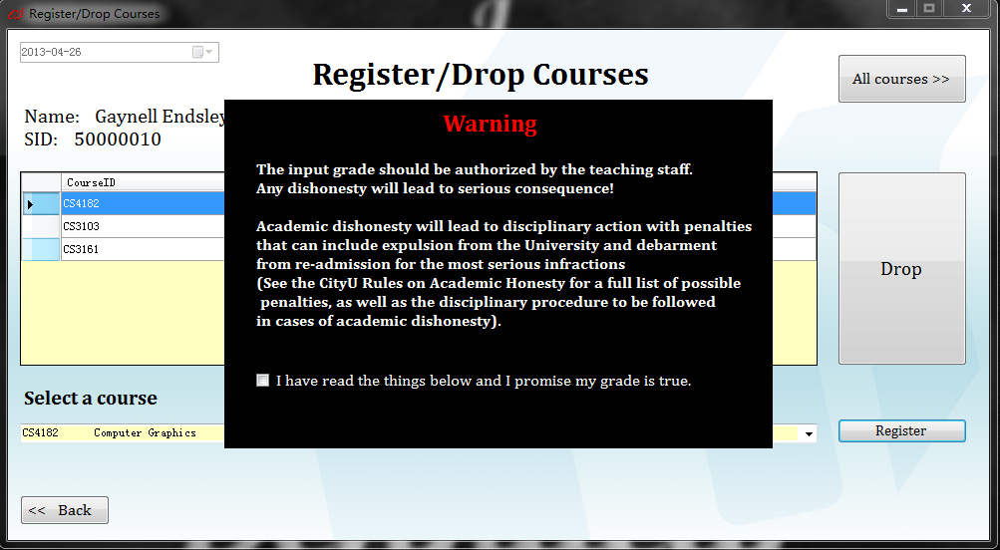 Register/Drop Courses
2013-04-26
Register/Drop Courses
All courses >>
Name: Gaynell Endsley
SID: 50000010
Warning
The input grade should be authorized by the teaching staff.
Any dishonesty will lead to serious consequence!
Academic dishonesty will lead to disciplinary action with penalties
that can include expulsion from the University and debarment
from re-admission for the most serious infractions
(See the CityU Rules on Academic Honesty for a full list of possible
penalties, as well as the disciplinary procedure to be followed
in cases of academic dishonesty).
I have read the things below and I promise my grade is true.
CourseID
CS4182
CS3103
CS3161
Drop
Select a course
CS4182 Computer Graphics
Register
<< Back